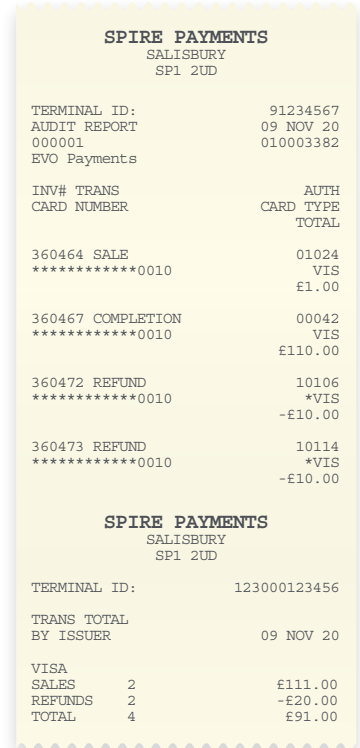 SPIRE PAYMENTS
SALISBURY
SP1 2UD
TERMINAL ID: 91234567
AUDIT REPORT 09 NOV 20
000001 010003382
EVO Payments
INV# TRANS AUTH
CARD NUMBER CARD TYPE
TOTAL
360464 SALE 01024
************0010 VIS
£1.00
360467 COMPLETION 00042
************0010 VIS
£110.00
360472 REFUND 10106
************0010 *VIS
-£10.00
360473 REFUND 10114
************0010 *VIS
-£10.00
SPIRE PAYMENTS
SALISBURY
SP1 2UD
TERMINAL ID: 123000123456
TRANS TOTAL
BY ISSUER 09 NOV 20
VISA
SALES 2 £111.00
REFUNDS 2 -£20.00
TOTAL 4 £91.00